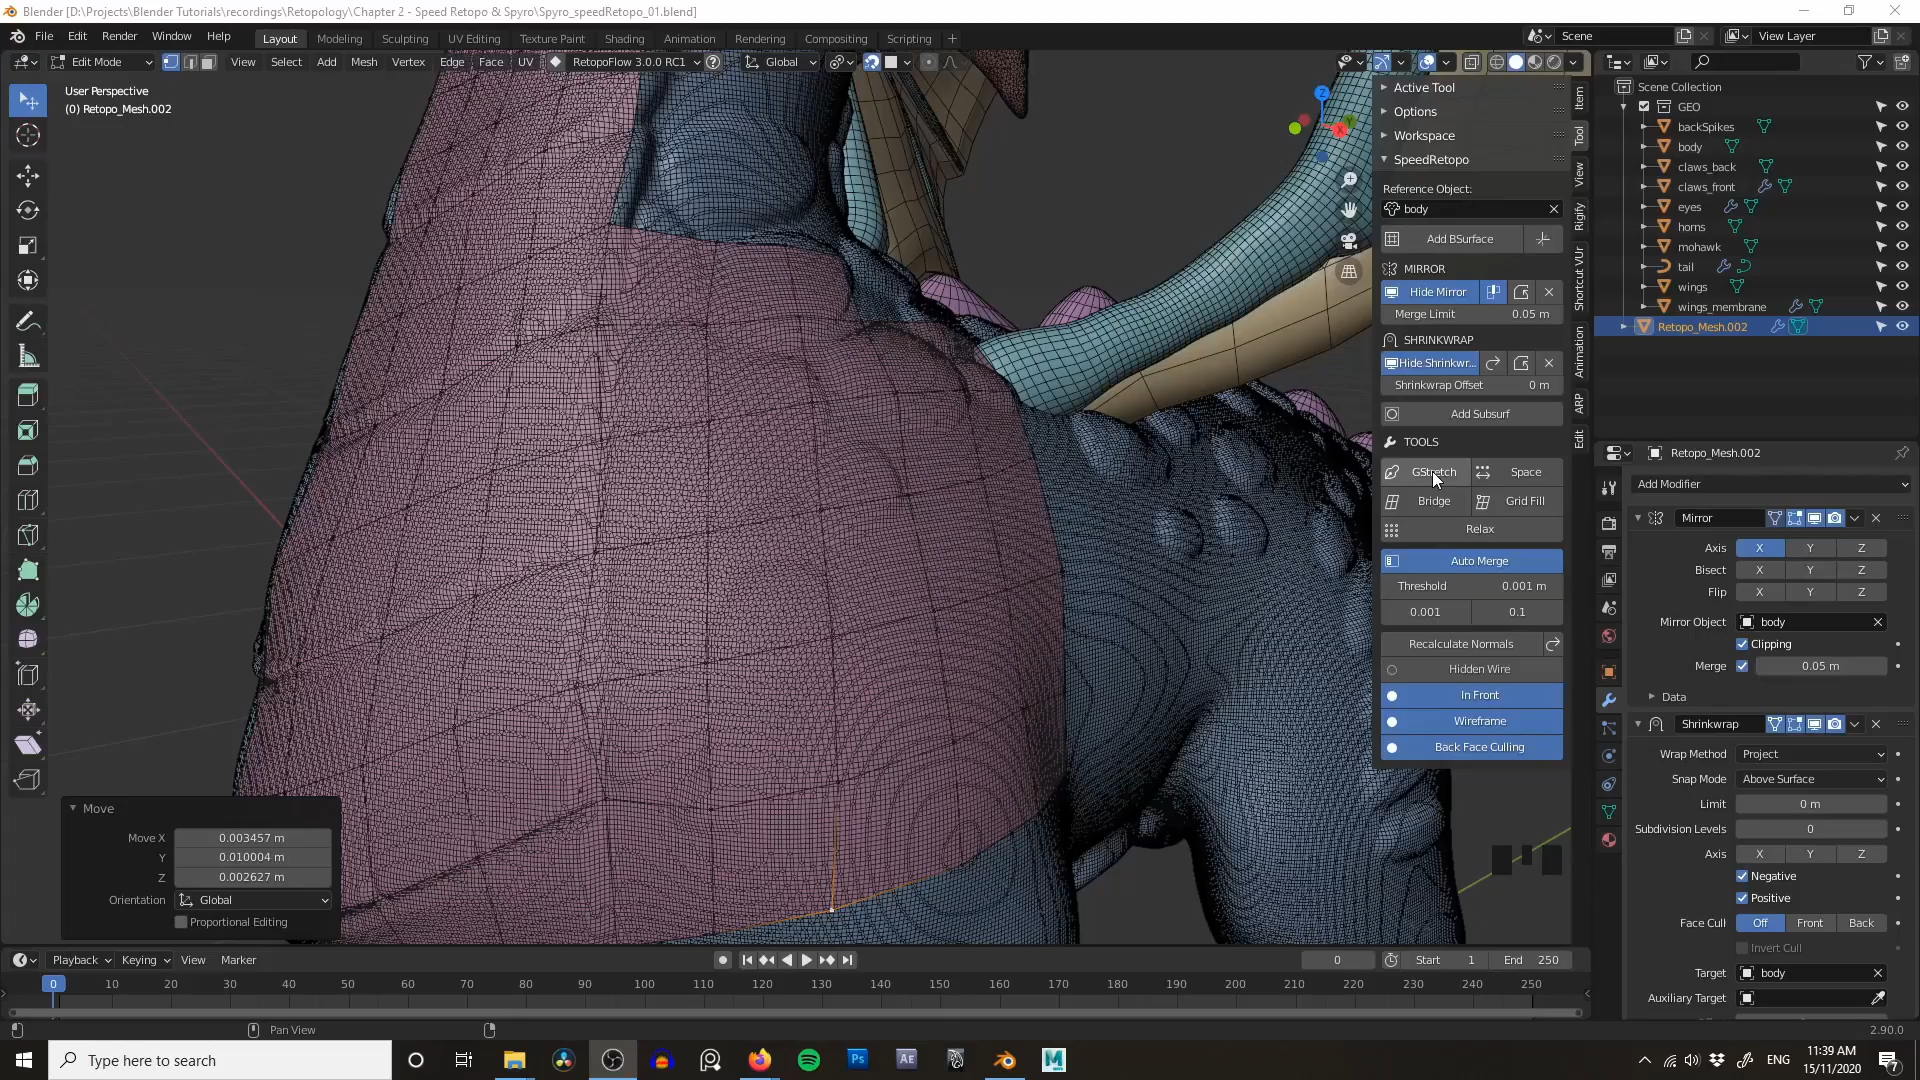 Blender [D:\Projects\Blender Tutorials\recordings\Retopology\Chapter 2 - Speed Retopo & Spyro\Spyro_speedRetopo_01.blend]
File Edit Render Window Help Layout Modeling Sculpting UV Editing Texture Paint Shading Animation Rendering Compositing Scripting + Scene View Layer
Edit Mode View Select Add Mesh Vertex Edge Face UV RetopoFlow 3.0.0 RC1 Global
User Perspective
(0) Retopo_Mesh.002
Z
X
Y
Active Tool
Options
Workspace
SpeedRetopo
Reference Object:
body
Add BSurface
MIRROR
Hide Mirror
Merge Limit 0.05 m
SHRINKWRAP
Hide Shrinkwr...
Shrinkwrap Offset 0 m
Add Subsurf
TOOLS
GStretch Space
Bridge Grid Fill
Relax
Auto Merge
Threshold 0.001 m
0.001 0.1
Recalculate Normals
Hidden Wire
In Front
Wireframe
Back Face Culling
Item
Tool
View
Rigify
Shortcut VUr
Animation
ARP
Edit
Scene Collection
GEO
backSpikes
body
claws_back
claws_front
eyes
horns
mohawk
tail
wings
wings_membrane
Retopo_Mesh.002
Retopo_Mesh.002
Add Modifier
Mirror
Axis X Y Z
Bisect X Y Z
Flip X Y Z
Mirror Object body
Clipping
Merge 0.05 m
Data
Shrinkwrap
Wrap Method Project
Snap Mode Above Surface
Limit 0 m
Subdivision Levels 0
Axis X Y Z
Negative
Positive
Face Cull Off Front Back
Invert Cull
Target body
Auxiliary Target
Move
Move X 0.003457 m
Y 0.010004 m
Z 0.002627 m
Orientation Global
Proportional Editing
Playback Keying View Marker 0 Start 1 End 250
0 10 20 30 40 50 60 70 80 90 100 110 120 130 140 150 160 170 180 190 200 210 220 230 240 250
Pan View 2.90.0
Type here to search Ps Ae M ENG 11:39 AM
15/11/2020 7